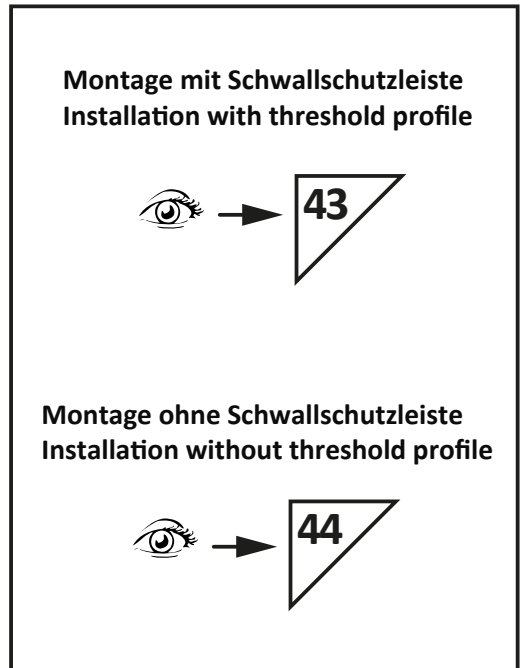 Montage mit Schwallschutzleiste
Installation with threshold profile
43
Montage ohne Schwallschutzleiste
Installation without threshold profile
44